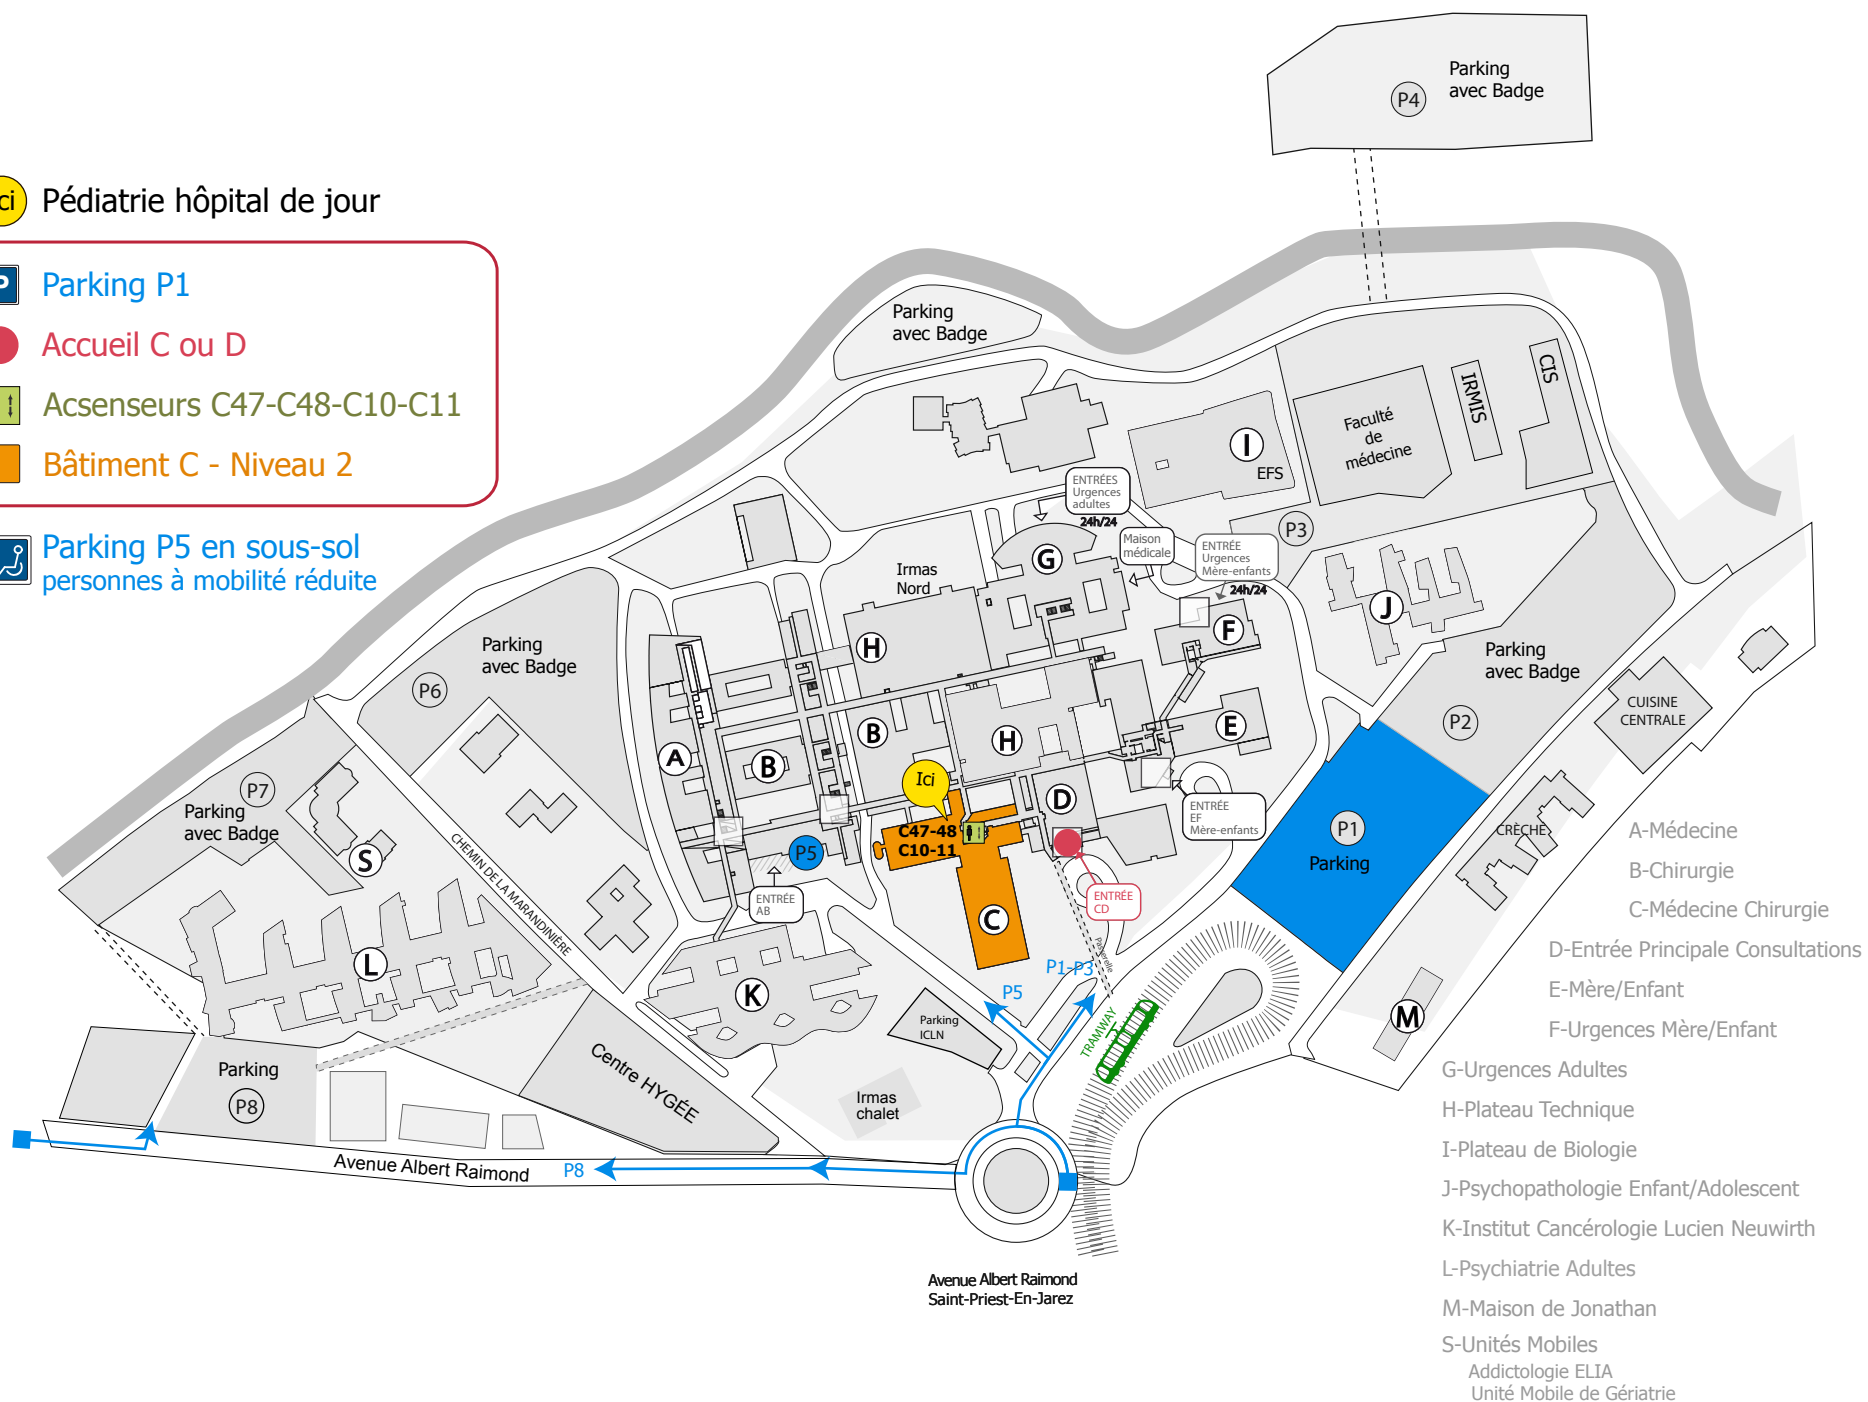 ci
Pédiatrie hôpital de jour
P
Parking P1
Accueil C ou D
Acsenseurs C47-C48-C10-C11
Bâtiment C - Niveau 2
Parking P5 en sous-sol
personnes à mobilité réduite
P4
Parking
avec Badge
Parking
avec Badge
IRMIS
CIS
Faculté
de
médecine
I
EFS
ENTRÉES
Urgences
adultes
24h/24
Maison
médicale
ENTRÉE
Urgences
Mère-enfants
24h/24
P3
G
Irmas
Nord
J
F
H
Parking
avec Badge
P6
Parking
avec Badge
P2
CUISINE
CENTRALE
A
B
B
H
E
Ici
D
P7
Parking
avec Badge
S
CHEMIN DE LA MARANDINIÈRE
C47-48
C10-11
P5
ENTRÉE
AB
ENTRÉE
EF
Mère-enfants
ENTRÉE
CD
P1
Parking
CRÈCHE
C
Passerelle
L
K
P1-P3
P5
TRAMWAY
M
Parking
ICLN
Irmas
chalet
Centre HYGÉE
Parking
P8
Avenue Albert Raimond
P8
Avenue Albert Raimond
Saint-Priest-En-Jarez
A-Médecine
B-Chirurgie
C-Médecine Chirurgie
D-Entrée Principale Consultations
E-Mère/Enfant
F-Urgences Mère/Enfant
G-Urgences Adultes
H-Plateau Technique
I-Plateau de Biologie
J-Psychopathologie Enfant/Adolescent
K-Institut Cancérologie Lucien Neuwirth
L-Psychiatrie Adultes
M-Maison de Jonathan
S-Unités Mobiles
Addictologie ELIA
Unité Mobile de Gériatrie